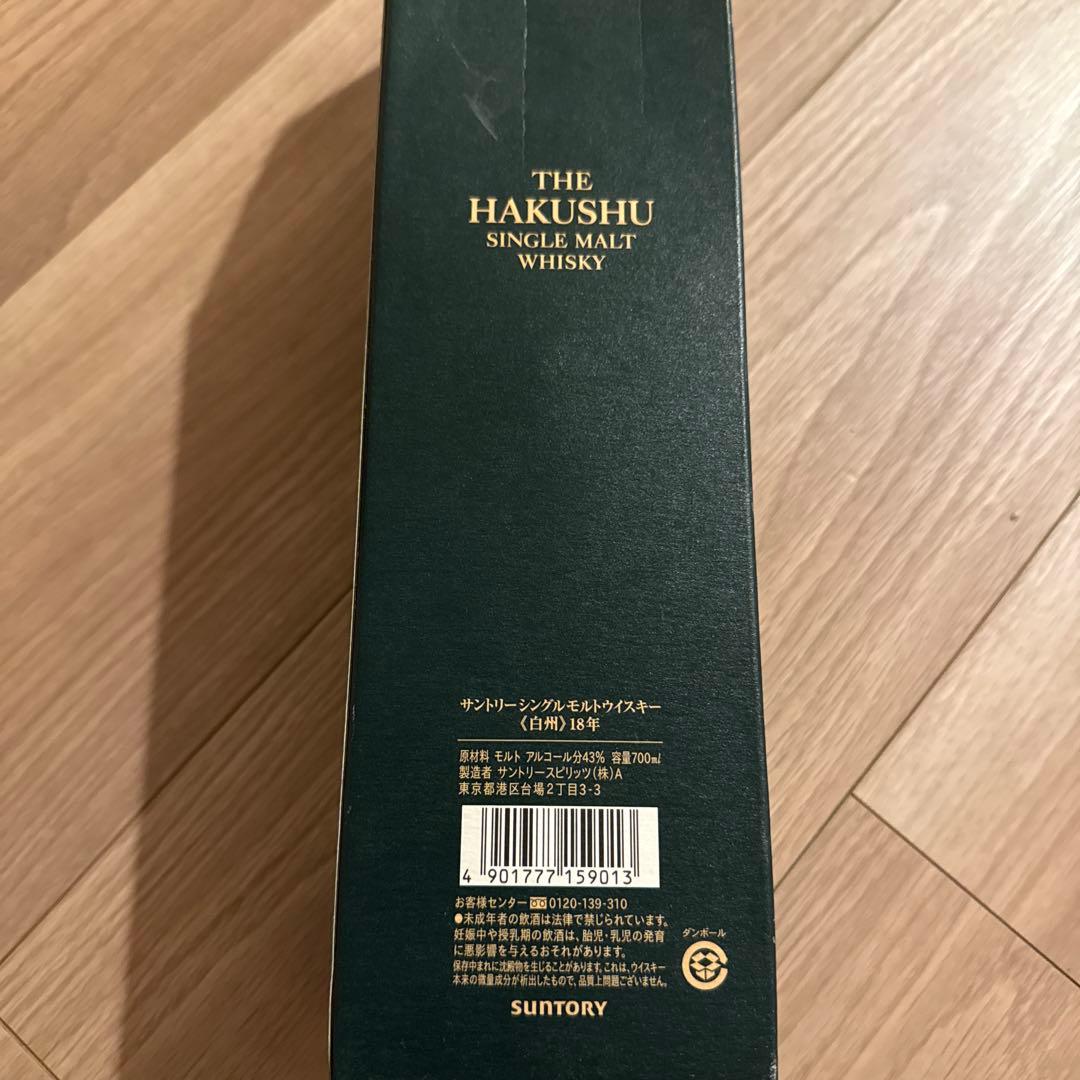 THE
HAKUSHU
SINGLE MALT
WHISKY
サントリーシングルモルトウイスキー
《白州》18年
原材料 モルト アルコール分43% 容量700㎖
製造者 サントリースピリッツ(株)A
東京都港区台場2丁目3-3
4 901777 159013
お客様センター 0120-139-310
●未成年者の飲酒は法律で禁じられています。
妊娠中や授乳期の飲酒は、胎児・乳児の発育
に悪影響を与えるおそれがあります。
保存中まれに沈殿物を生じることがあります。これは、ウイスキー
本来の微量成分が析出したもので、品質上問題ございません。
ダンボール
SUNTORY